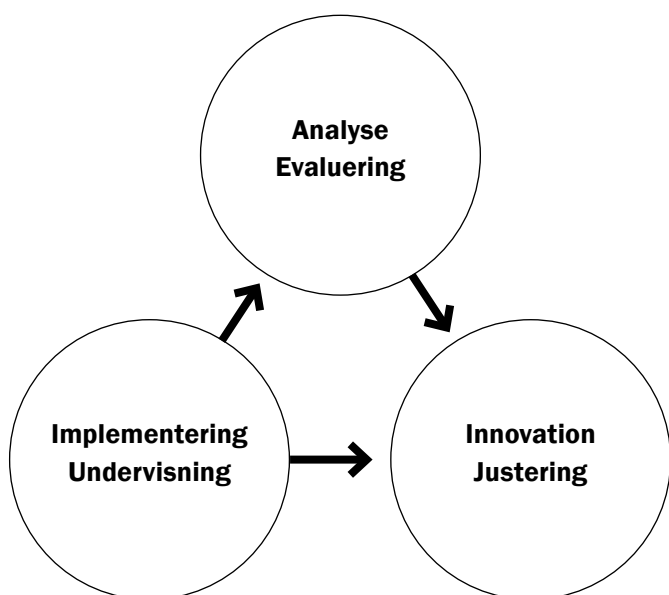 Analyse
Evaluering
Implementering
Undervisning
Innovation
Justering